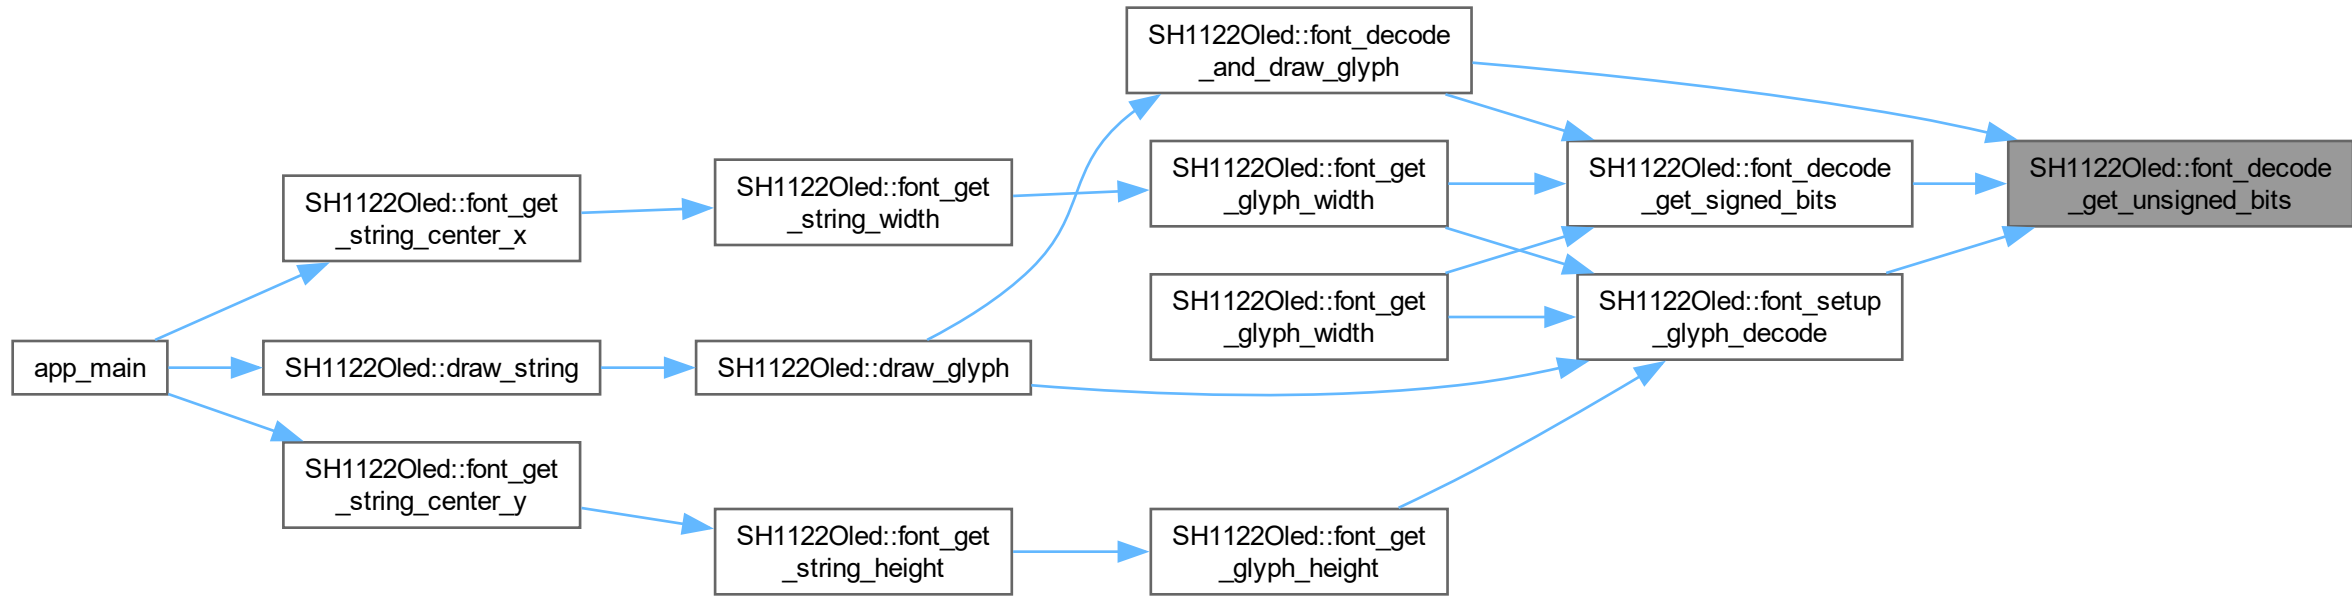 SH1122Oled::font_decode
_and_draw_glyph
SH1122Oled::font_decode
_get_signed_bits
SH1122Oled::font_decode
_get_unsigned_bits
SH1122Oled::font_get
_glyph_width
SH1122Oled::font_get
_string_width
SH1122Oled::font_get
_string_center_x
SH1122Oled::font_get
_glyph_width
SH1122Oled::font_setup
_glyph_decode
app_main
SH1122Oled::draw_string
SH1122Oled::draw_glyph
SH1122Oled::font_get
_string_center_y
SH1122Oled::font_get
_string_height
SH1122Oled::font_get
_glyph_height